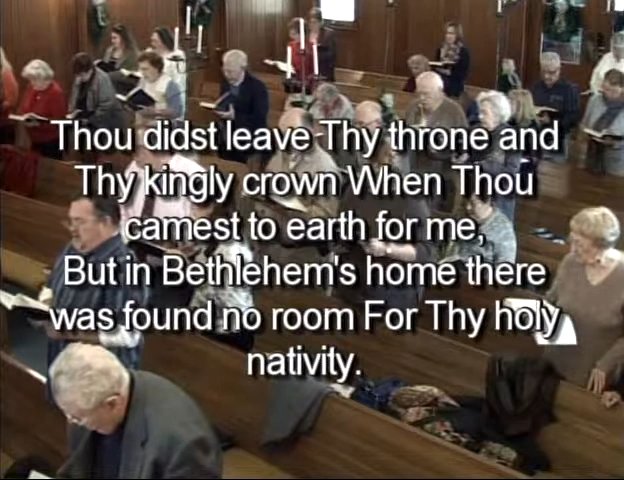 Thou didst leave Thy throne and
Thy kingly crown When Thou
camest to earth for me,
But in Bethlehem's home there
was found no room For Thy holy
nativity.